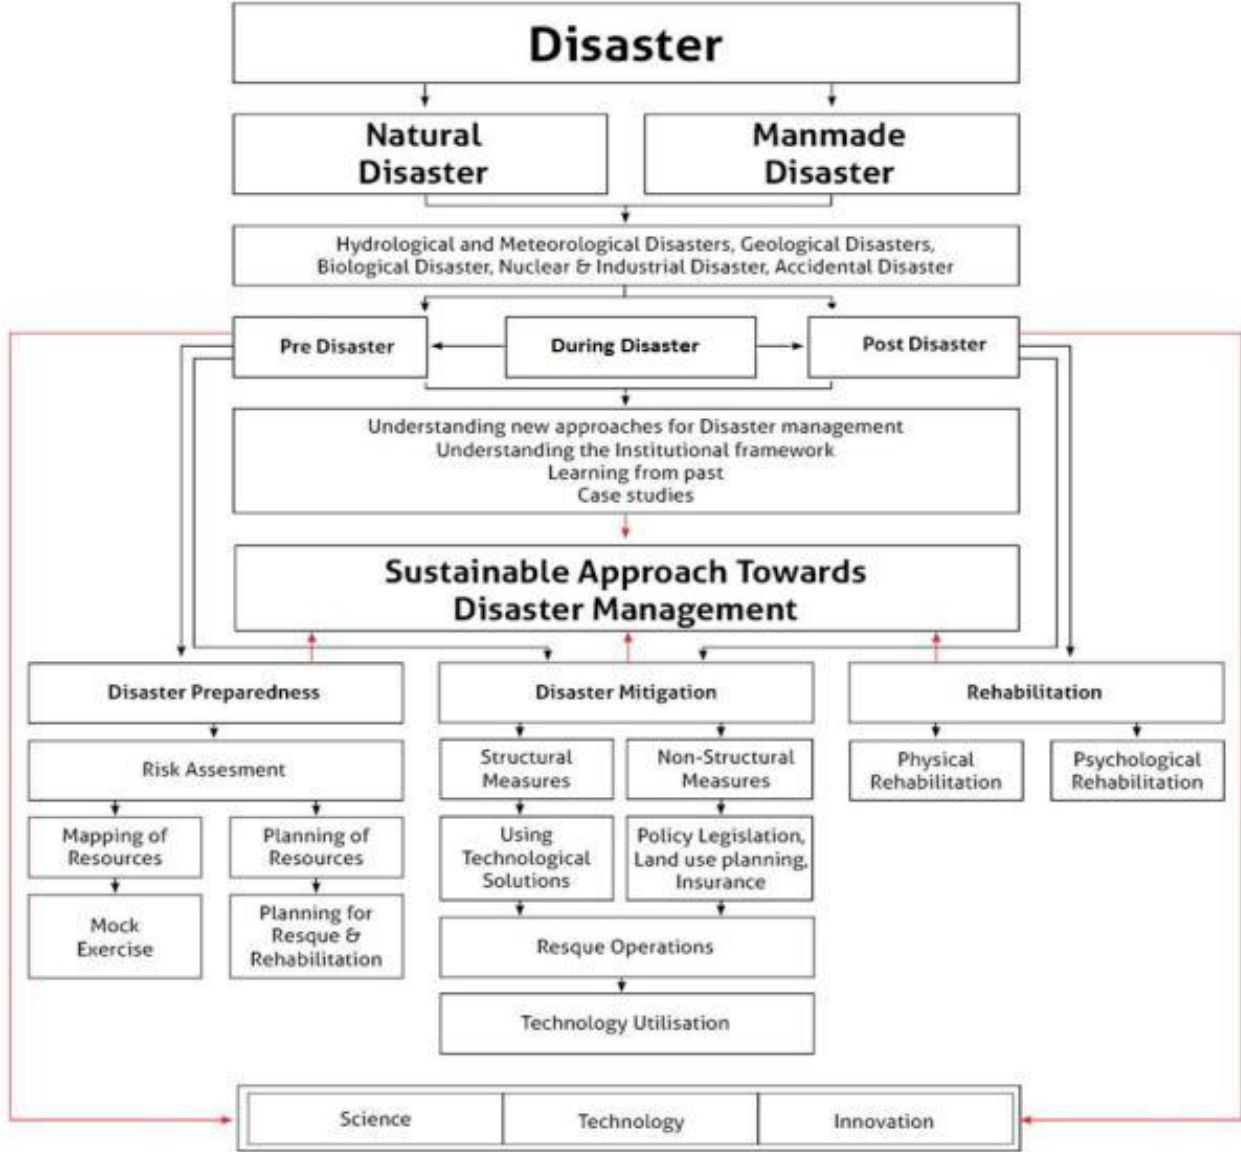 Disaster
Natural
Disaster
Manmade
Disaster
Hydrological and Meteorological Disasters, Geological Disasters,
Biological Disaster, Nuclear & Industrial Disaster, Accidental Disaster
Pre Disaster
During Disaster
Post Disaster
Understanding new approaches for Disaster management
Understanding the Institutional framework
Learning from past
Case studies
Sustainable Approach Towards
Disaster Management
Disaster Preparedness
Disaster Mitigation
Rehabilitation
Risk Assesment
Structural
Measures
Non-Structural
Measures
Physical
Rehabilitation
Psychological
Rehabilitation
Mapping of
Resources
Planning of
Resources
Using
Technological
Solutions
Policy Legislation,
Land use planning,
Insurance
Mock
Exercise
Planning for
Resque &
Rehabilitation
Resque Operations
Technology Utilisation
Science
Technology
Innovation